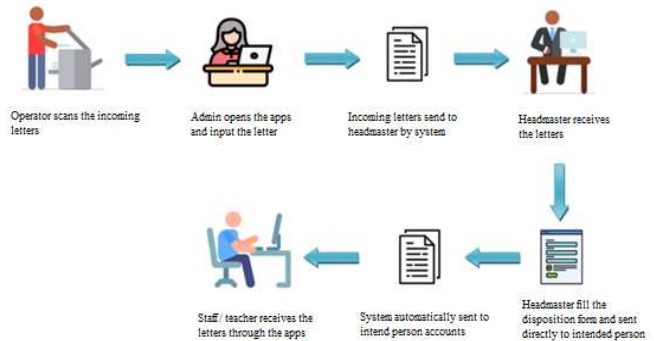 Operator scans the incoming
letters
Admin opens the apps
and input the letter
Incoming letters send to
headmaster by system
Headmaster receives
the letters
Headmaster fill the
disposition form and sent
directly to intended person
System automatically sent to
intend person accounts
Staff / teacher receives the
letters through the apps